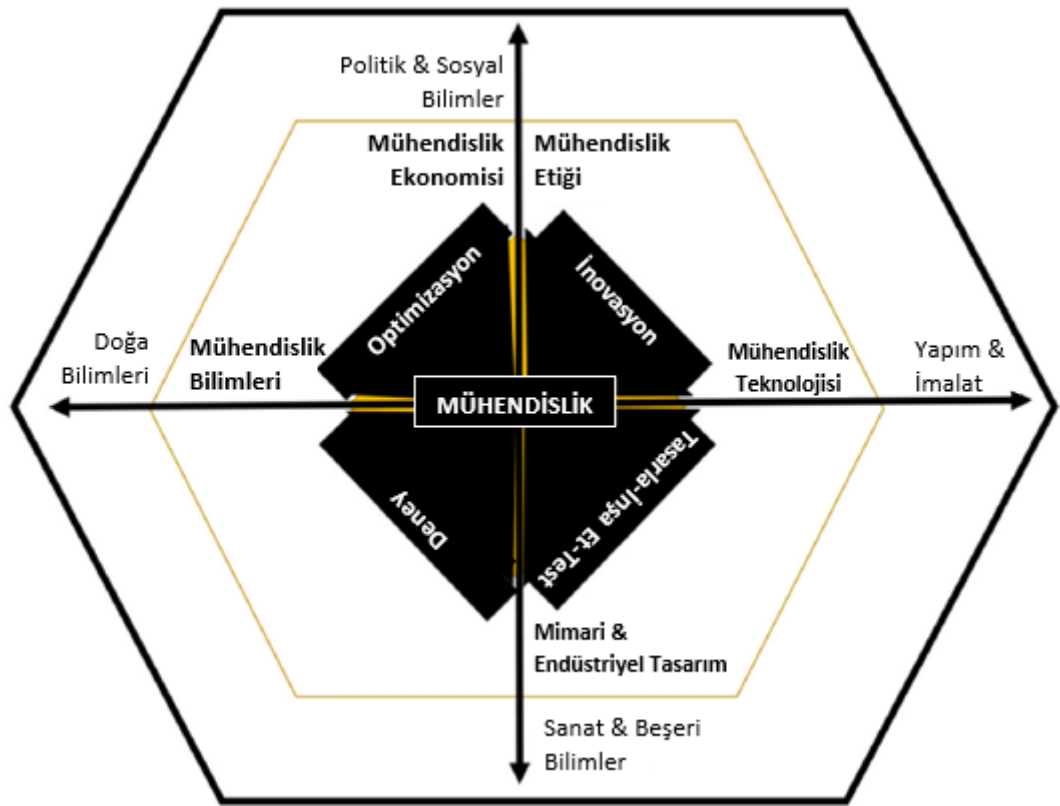 Politik & Sosyal
Bilimler
Mühendislik
Ekonomisi
Mühendislik
Etiği
Optimizasyon
İnovasyon
Doğa
Bilimleri
Mühendislik
Bilimleri
MÜHENDİSLİK
Mühendislik
Teknolojisi
Yapım &
İmalat
Deney
Tasarla-İnşa Et-Test
Mimari &
Endüstriyel Tasarım
Sanat & Beşeri
Bilimler